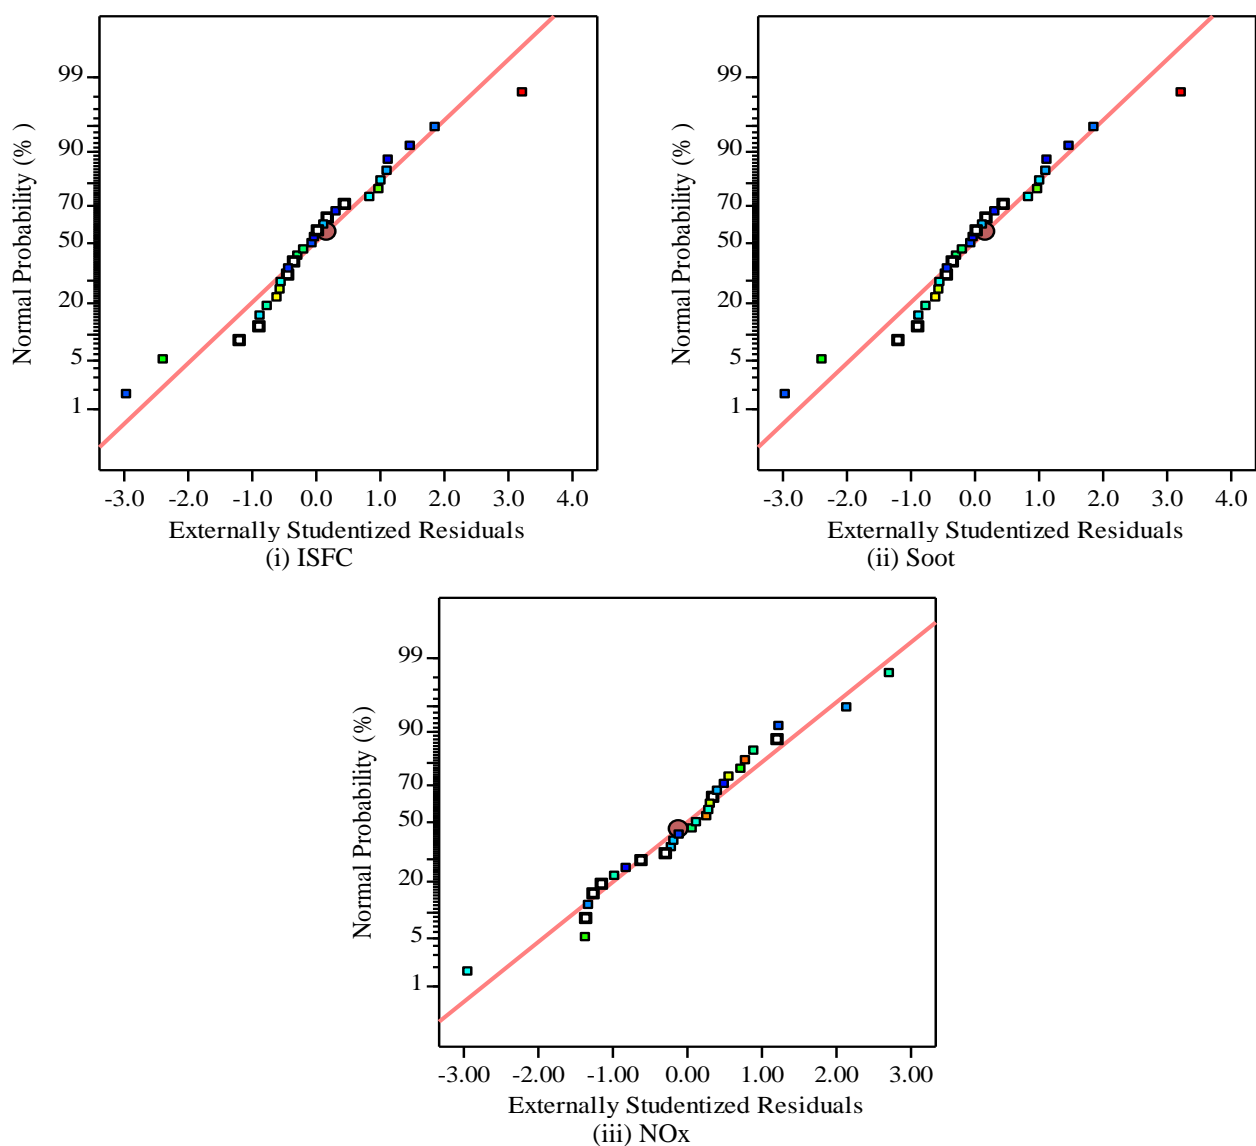 Normal Probability (% )
99
90
70
50
20
5
1
-3.0 -2.0 -1.0 0.0 1.0 2.0 3.0 4.0
Externally Studentized Residuals
(i) ISFC
Normal Probability (% )
99
90
70
50
20
5
1
-3.0 -2.0 -1.0 0.0 1.0 2.0 3.0 4.0
Externally Studentized Residuals
(ii) Soot
Normal Probability (%)
99
90
70
50
20
5
1
-3.00 -2.00 -1.00 0.00 1.00 2.00 3.00
Externally Studentized Residuals
(iii) NOx